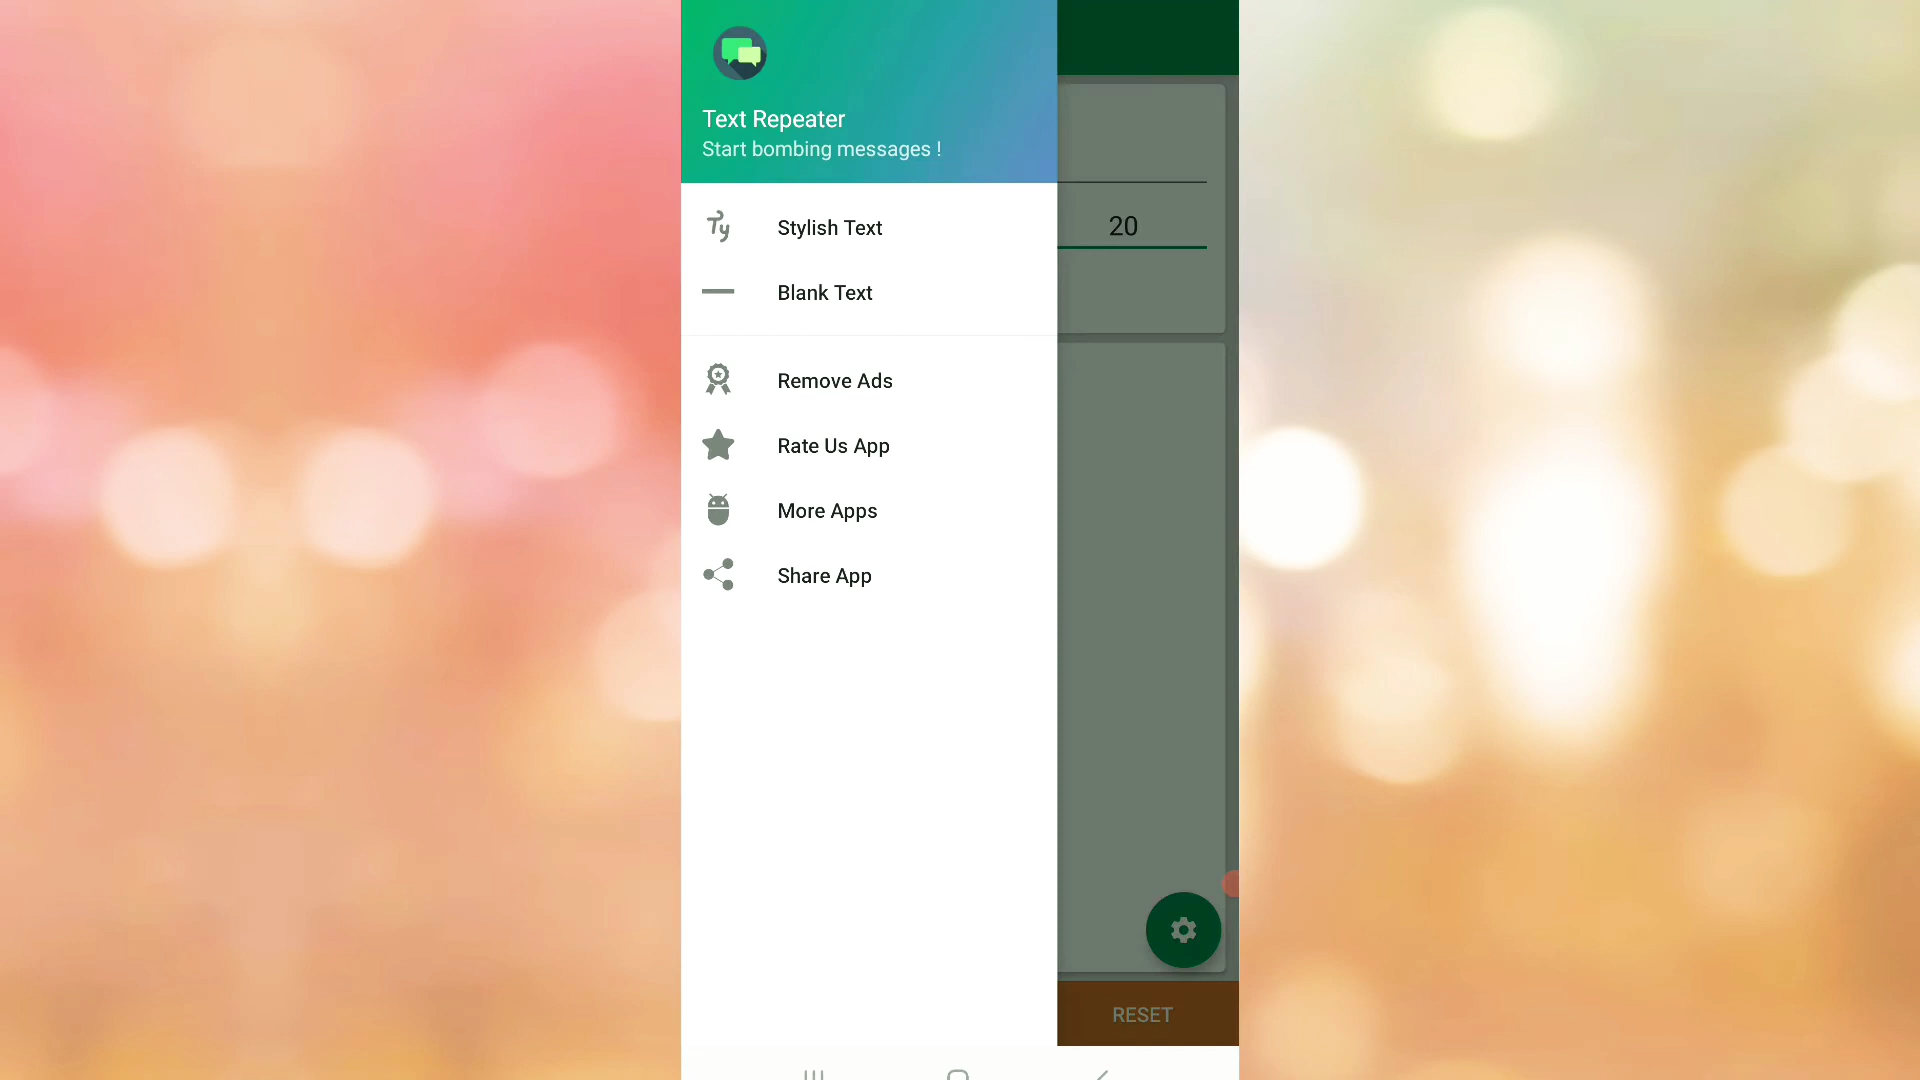 Text Repeater
Start bombing messages !
20
Stylish Text
Blank Text
Remove Ads
Rate Us App
More Apps
Share App
RESET